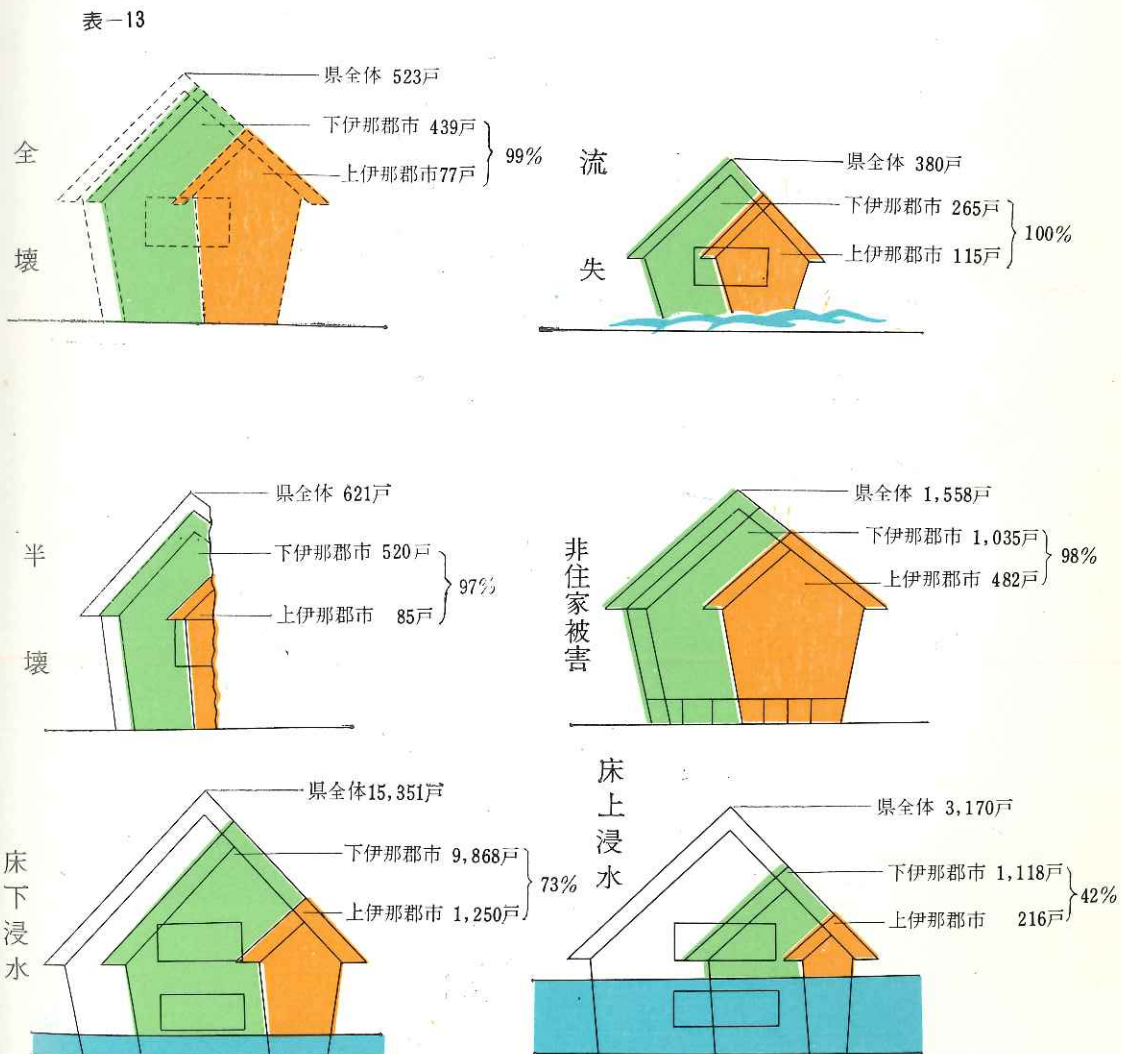 表－13
全壊
県全体 523戸
下伊那郡市 439戸
上伊那郡市77戸
99%
流失
県全体 380戸
下伊那郡市 265戸
上伊那郡市 115戸
100%
半壊
県全体 621戸
下伊那郡市 520戸
上伊那郡市 85戸
97%
非住家被害
県全体 1,558戸
下伊那郡市 1,035戸
上伊那郡市 482戸
98%
床下浸水
県全体15,351戸
下伊那郡市 9,868戸
上伊那郡市 1,250戸
73%
床上浸水
県全体 3,170戸
下伊那郡市 1,118戸
上伊那郡市 216戸
42%